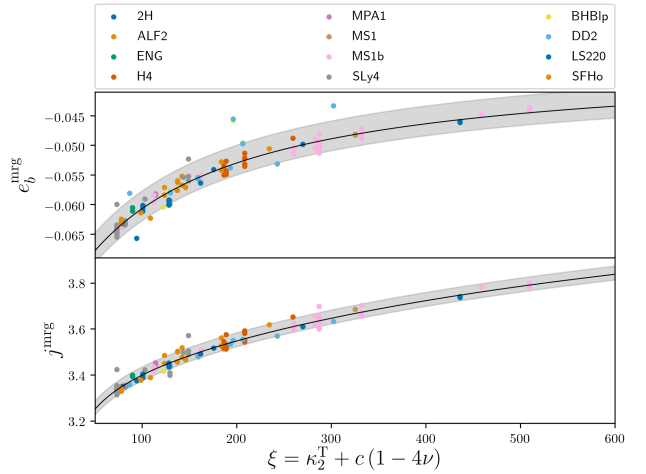 2H MPA1 BHBlp
ALF2 MS1 DD2
ENG MS1b LS220
H4 SLy4 SFHo
−0.045
−0.050
−0.055
−0.060
−0.065
e_b^mrg
3.8
3.6
3.4
3.2
j^mrg
100 200 300 400 500 600
ξ = κ_2^T + c (1 − 4ν)